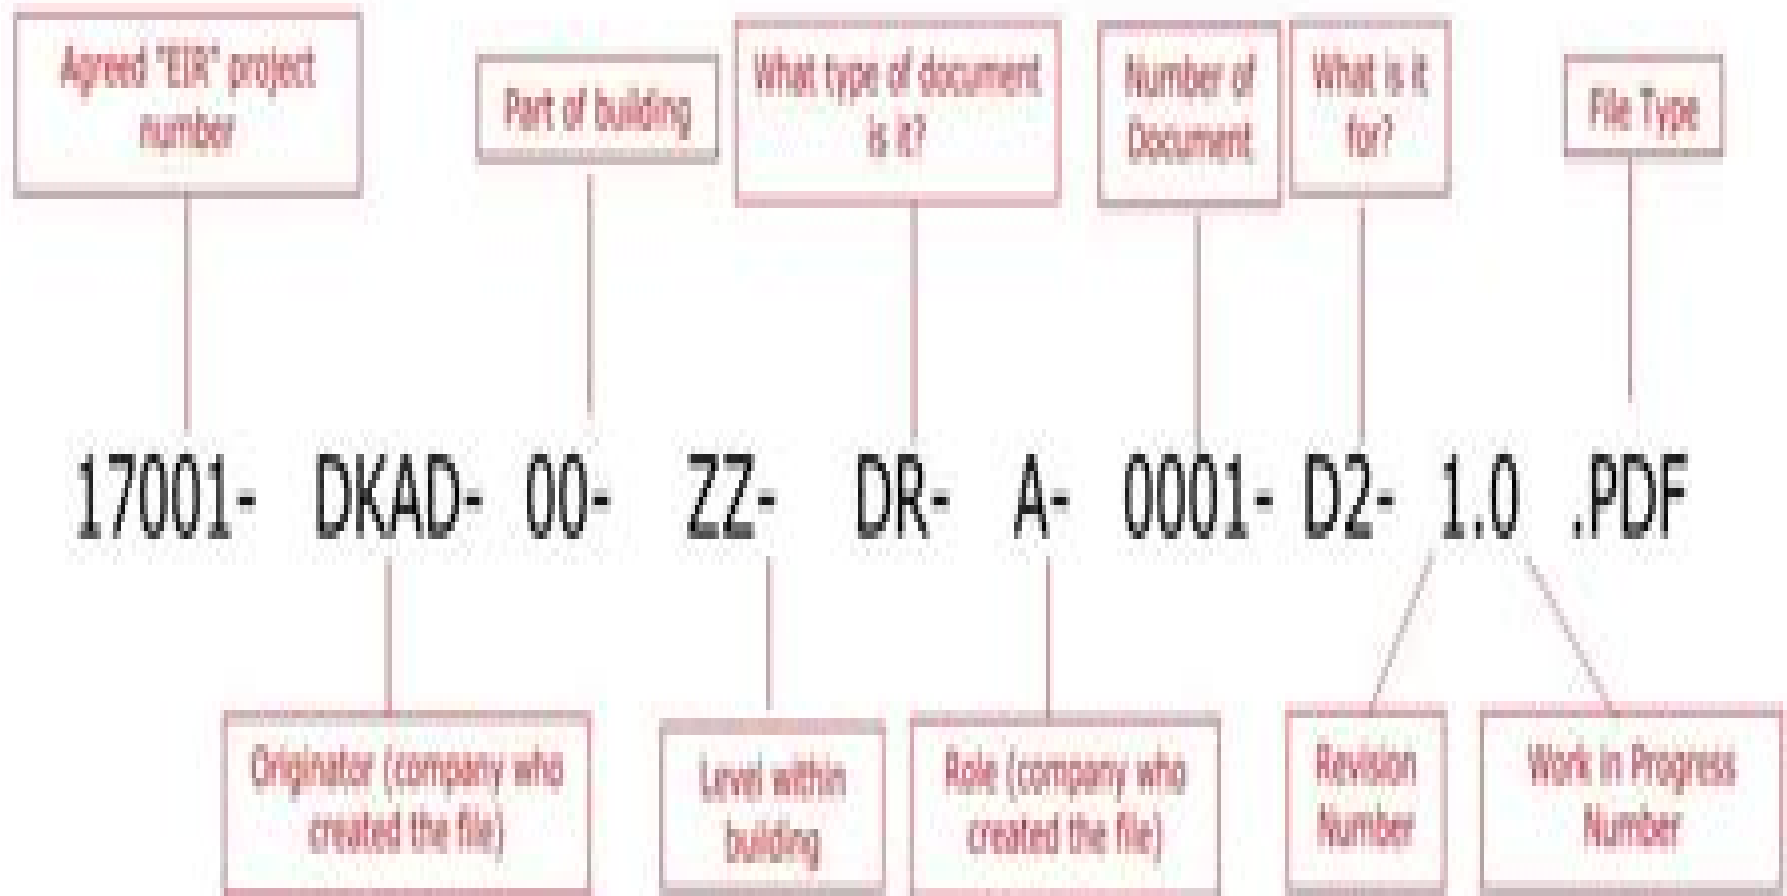 Agreed "EIR" project
number
Part of building
What type of document
is it?
Number of
Document
What is it
for?
File Type
17001- DKAD- 00- ZZ- DR- A- 0001- D2- 1.0 .PDF
Originator (company who
created the file)
Level within
building
Role (company who
created the file)
Revision
Number
Work in Progress
Number